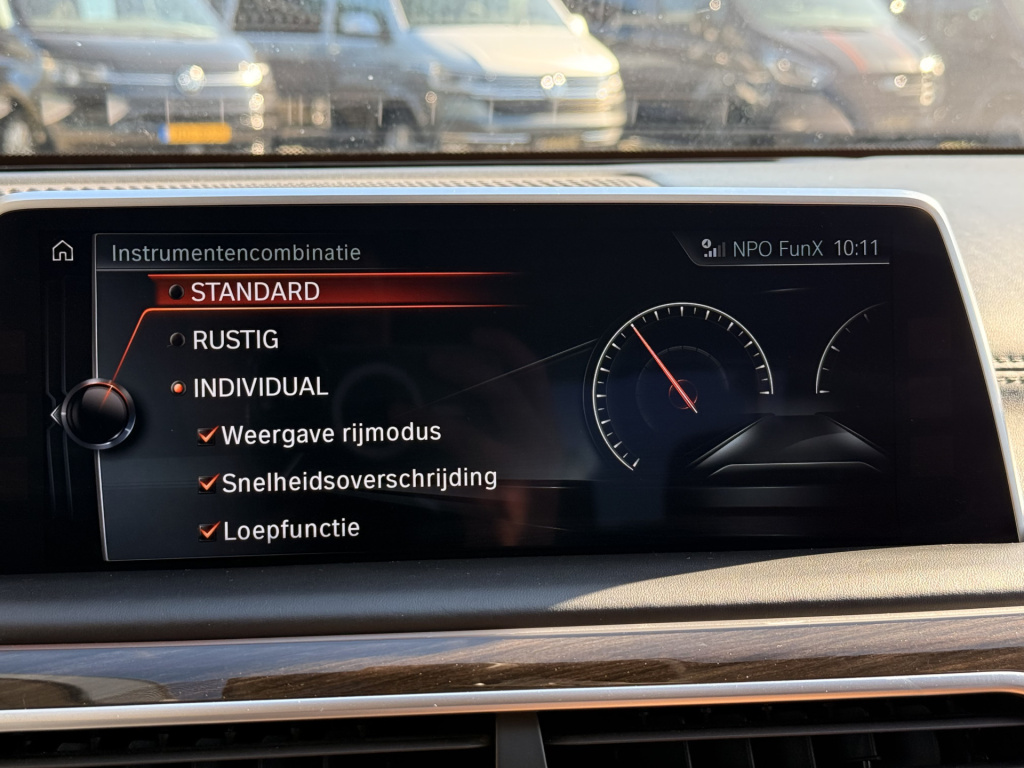 Instrumentencombinatie
NPO FunX 10:11
STANDARD
RUSTIG
INDIVIDUAL
Weergave rijmodus
Snelheidsoverschrijding
Loepfunctie